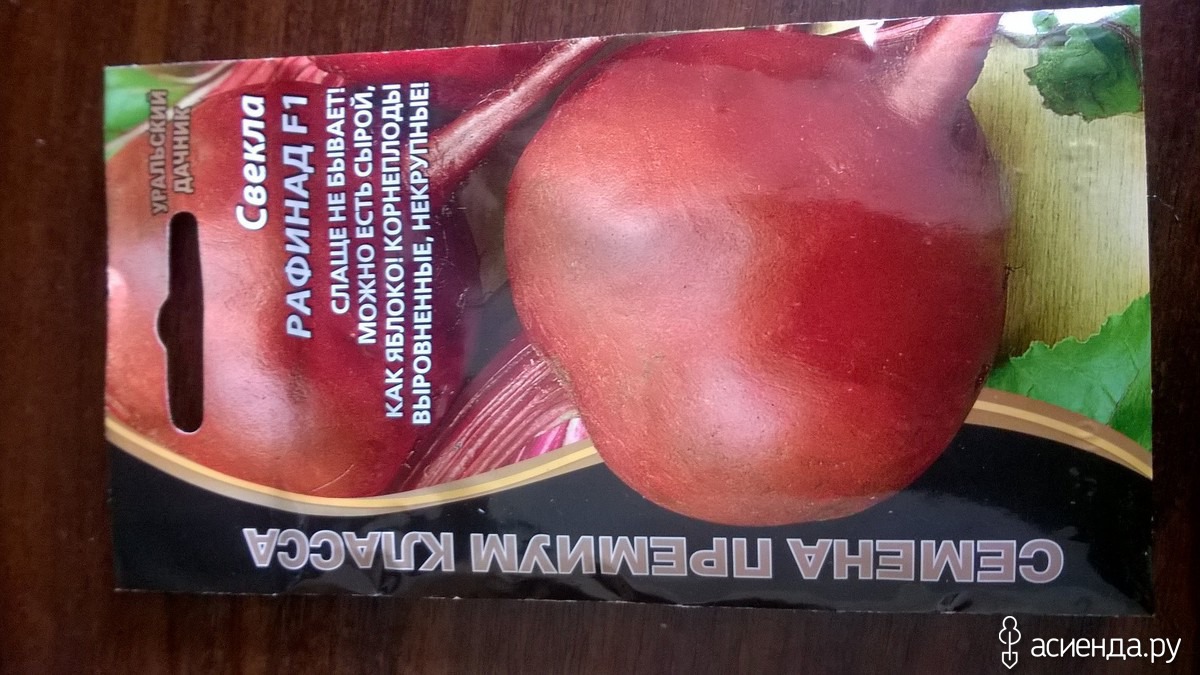 УРАЛЬСКИЙ
ДАЧНИК
Свекла
РАФИНАД F1
СЛАЩЕ НЕ БЫВАЕТ!
МОЖНО ЕСТЬ СЫРОЙ,
КАК ЯБЛОКО! КОРНЕПЛОДЫ
ВЫРОВНЕННЫЕ, НЕКРУПНЫЕ!
СЕМЕНА ПРЕМИУМ КЛАССА
асиенда.ру